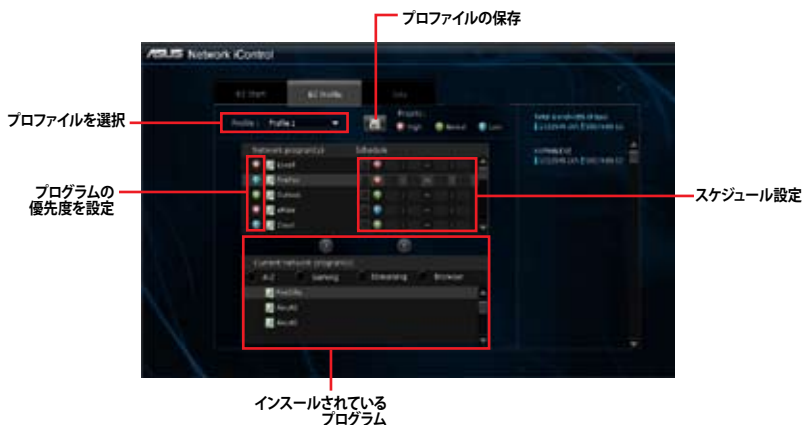 プロファイルの保存
ASUS Network iControl
EZ Start EZ Profile Info
プロファイルを選択
Profile : Profile 1
Priority :
High Normal Low
Network program(s) Schedule
プログラムの
優先度を設定
スケジュール設定
FireFox
Outlook
eMule
Current network program(s)
A-Z Gaming Streaming Browser
インスールされている
プログラム